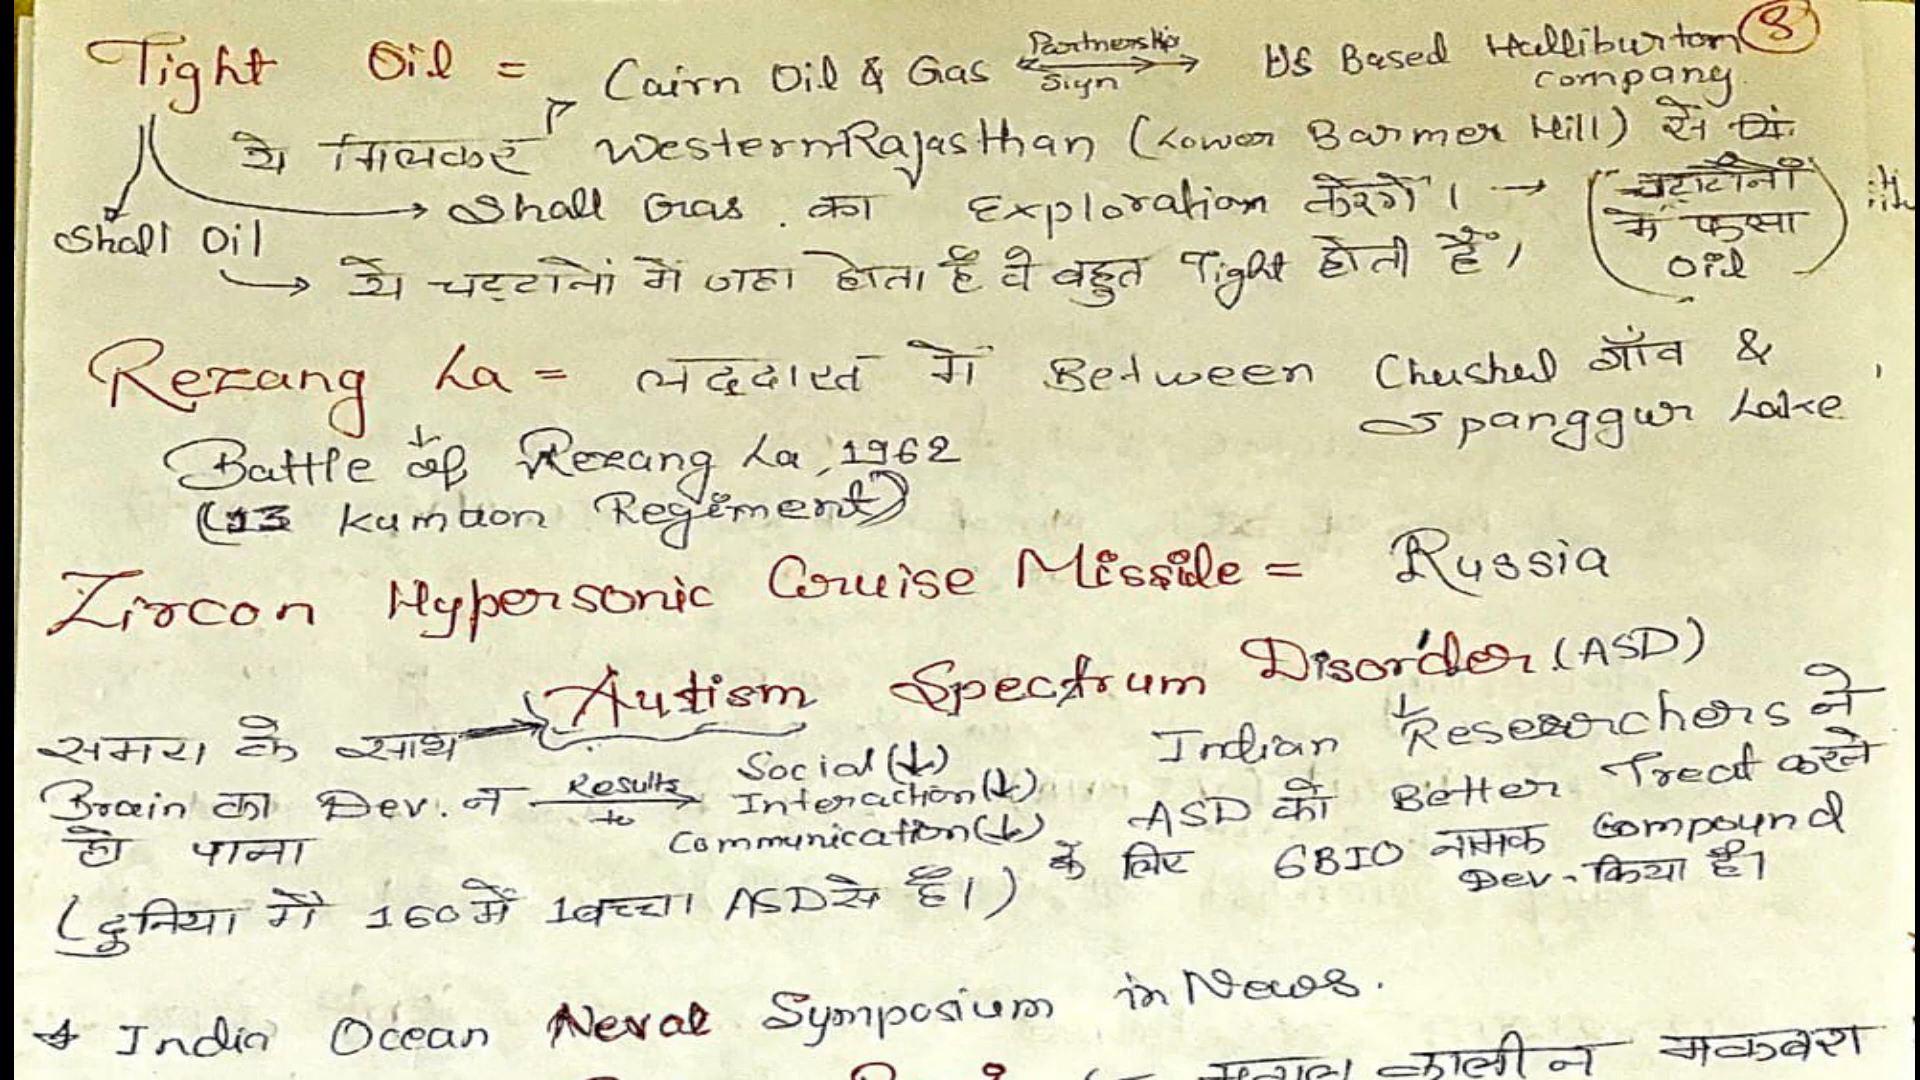 8
Tight Oil = Cairn Oil & Gas Partnership Sign US Based Halliburton company.
ये मिलकर Western Rajasthan (Lower Barmer Hill) से
Shall Gas का Exploration करेगें। → (चट्टानों में फसा Oil)
Shall Oil
→ ये चट्टानों में जहा होता है वे बहुत Tight होती हैं।
Rezang La = लद्दाख में Between Chushul गाँव & Spanggur Lake
Battle of Rezang La, 1962
(13 Kumaon Regiment)
Zircon Hypersonic Cruise Missile = Russia
Autism Spectrum Disorder (ASD)
समय के साथ
Brain का Dev. न
हो पाना
Results to
Social (↓)
Interaction (↓)
Communication (↓)
Indian Researchers ने
ASD को Better Treat करने
के लिए 6BIO नामक Compound
Dev. किया है।
(दुनिया में 160 में 1 बच्चा ASD से है।)
India Ocean Neval Symposium in News.
कालीन मकबरा